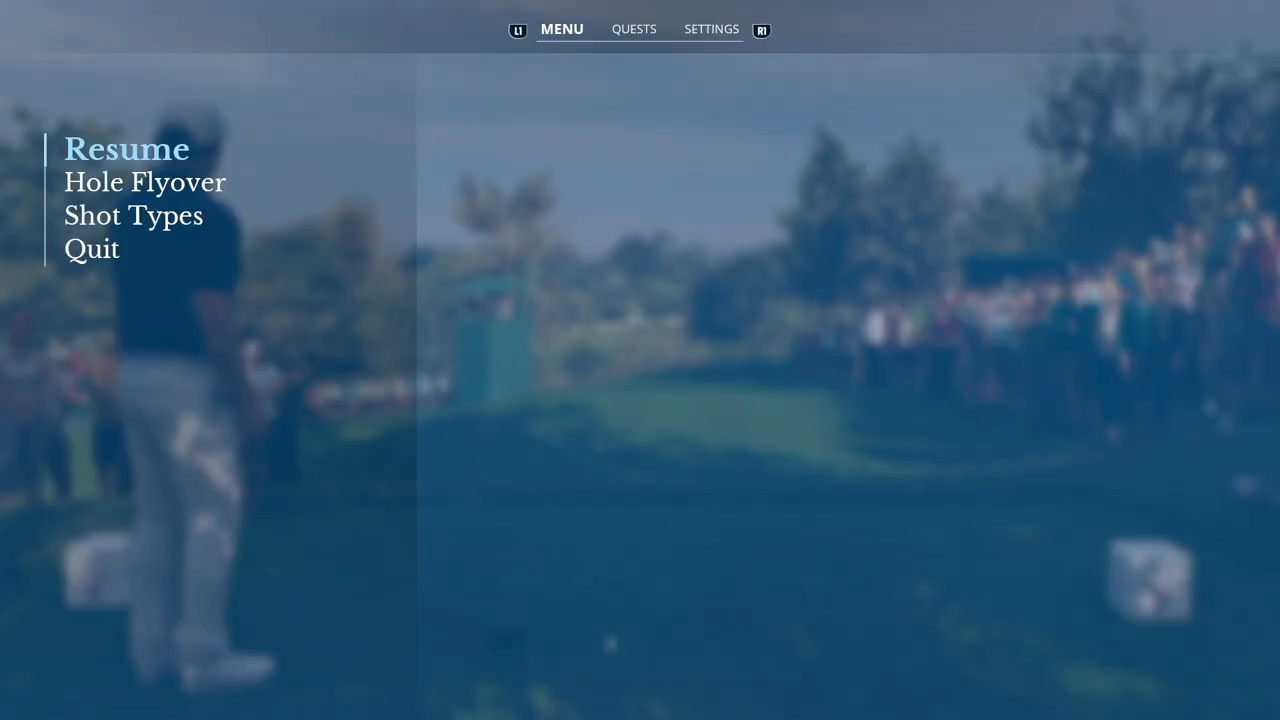 L1 MENU QUESTS SETTINGS R1
Resume
Hole Flyover
Shot Types
Quit